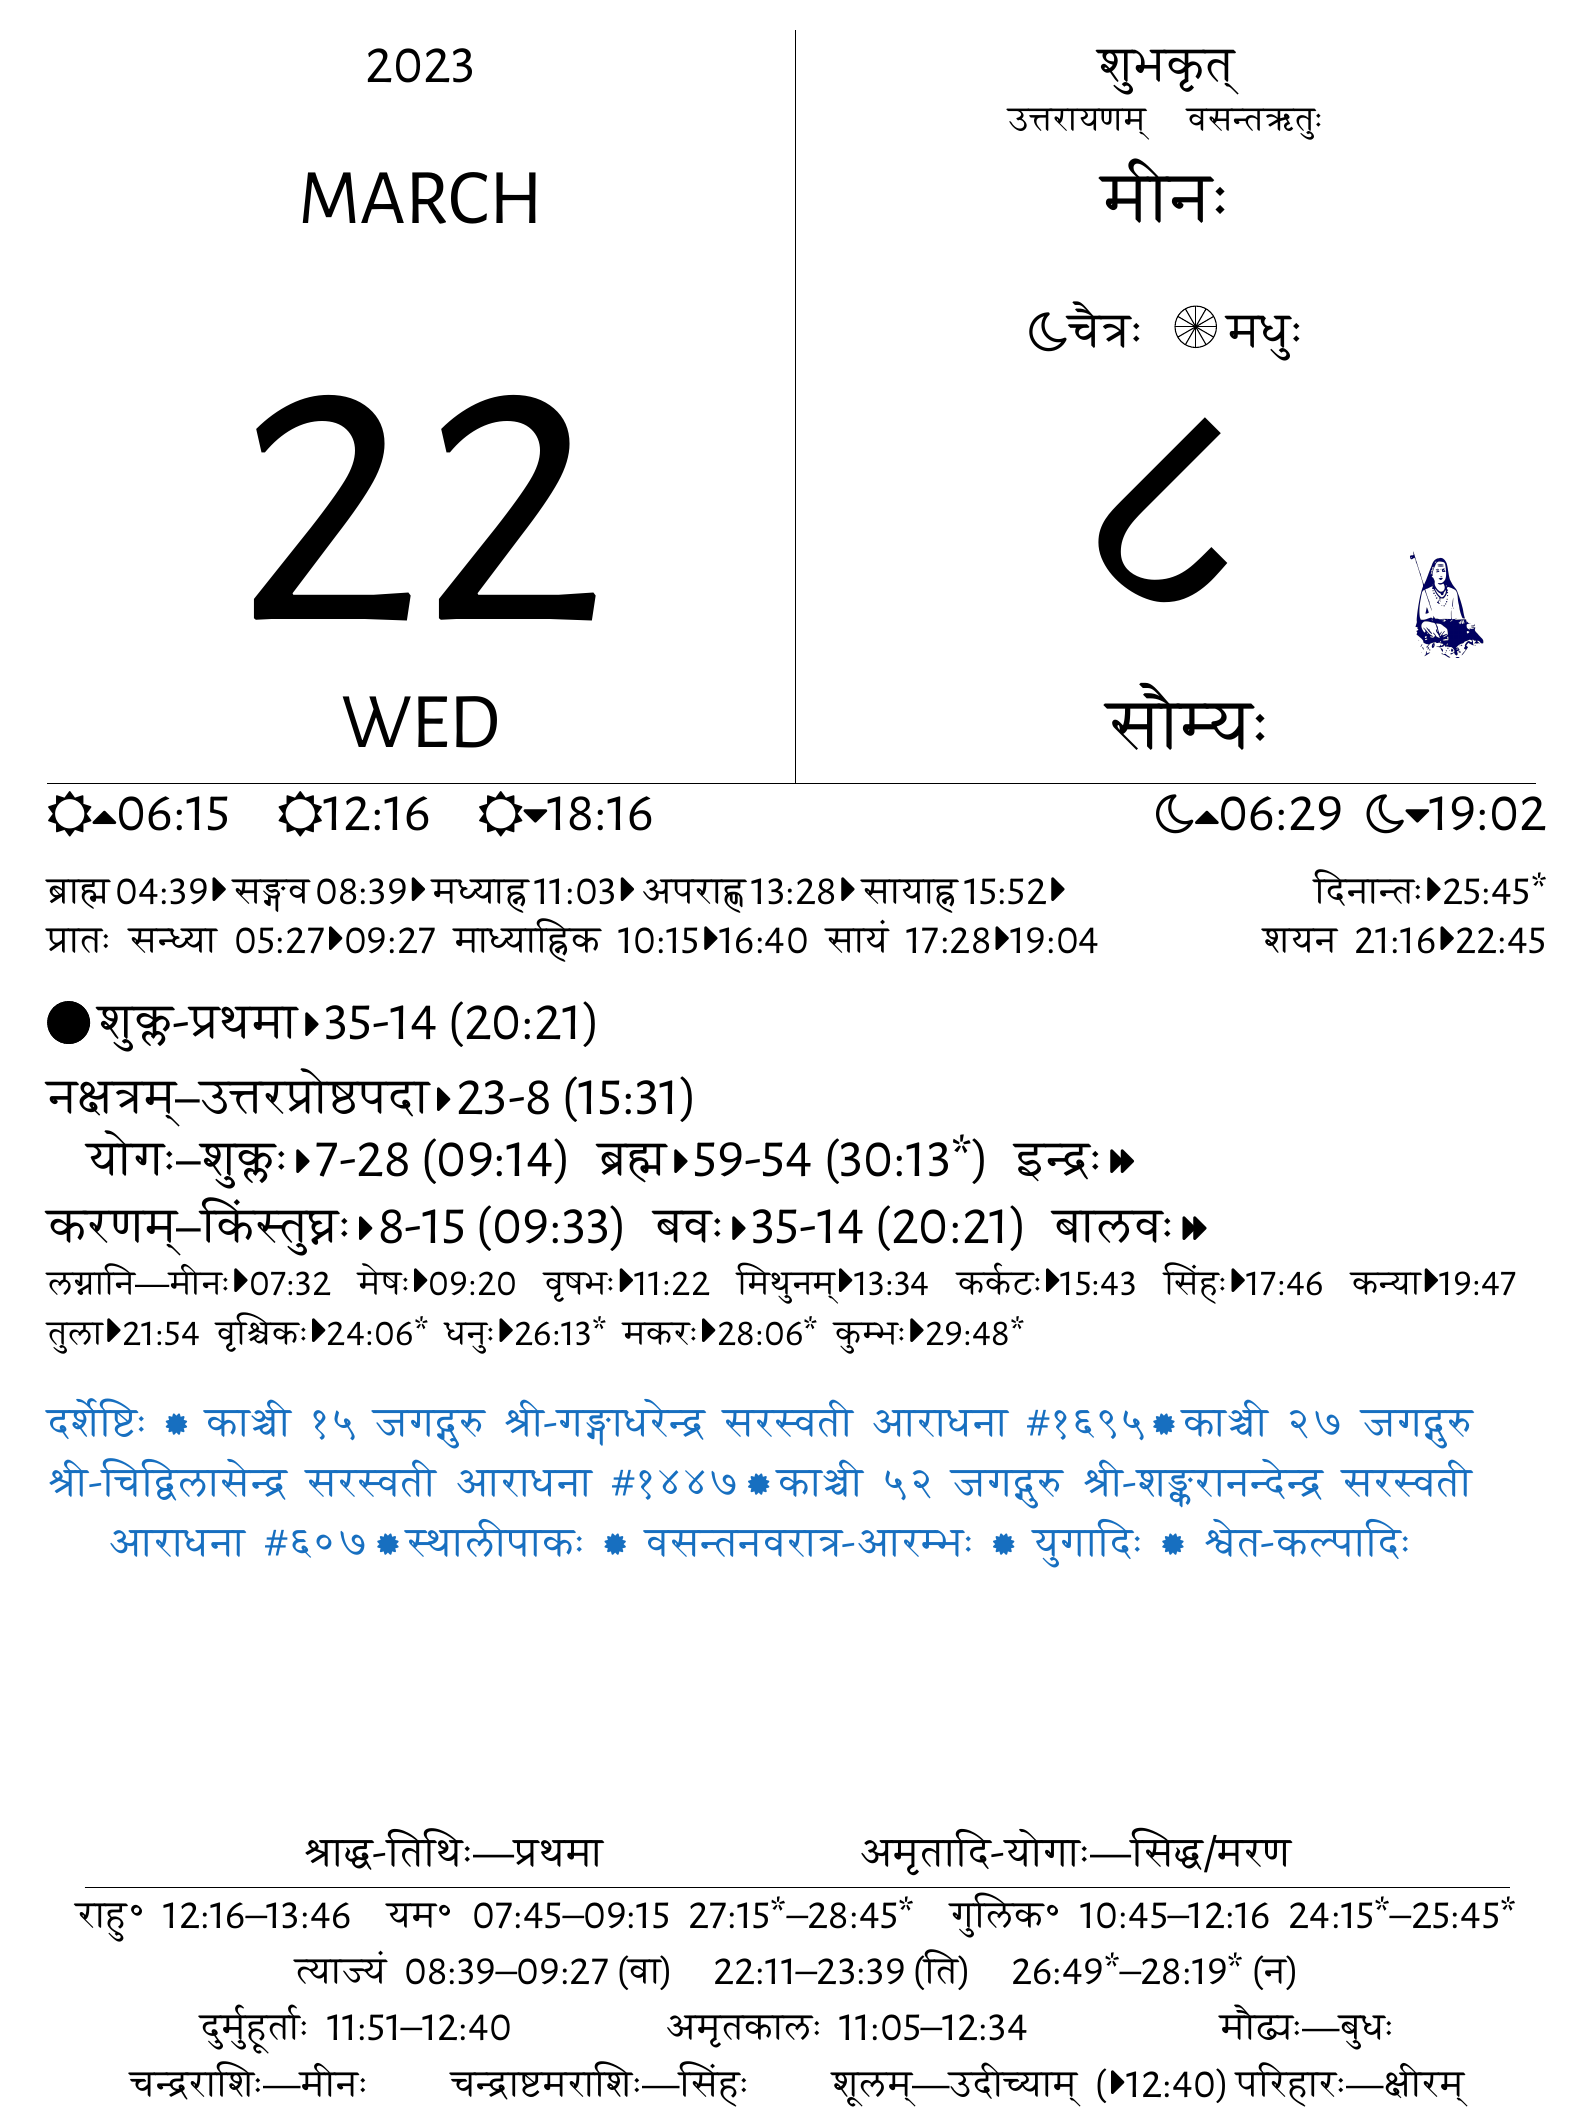 2023
MARCH
22
WED
शुभकृत्
उत्तरायणम् वसन्तऋतुः
मीनः
चैत्रः मधुः
८
सौम्यः
06:15 12:16 18:16 06:29 19:02
ब्राह्म 04:39 सङ्गव 08:39 मध्याह्न 11:03 अपराह्ण 13:28 सायाह्न 15:52 दिनान्तः 25:45*
प्रातः सन्ध्या 05:27 09:27 माध्याह्निक 10:15 16:40 सायं 17:28 19:04 शयन 21:16 22:45
शुक्ल-प्रथमा 35-14 (20:21)
नक्षत्रम्–उत्तरप्रोष्ठपदा 23-8 (15:31)
योगः–शुक्लः 7-28 (09:14) ब्रह्म 59-54 (30:13*) इन्द्रः
करणम्–किंस्तुघ्नः 8-15 (09:33) बवः 35-14 (20:21) बालवः
लग्नानि—मीनः 07:32 मेषः 09:20 वृषभः 11:22 मिथुनम् 13:34 कर्कटः 15:43 सिंहः 17:46 कन्या 19:47
तुला 21:54 वृश्चिकः 24:06* धनुः 26:13* मकरः 28:06* कुम्भः 29:48*
दर्शेष्टिः काञ्ची १५ जगद्गुरु श्री-गङ्गाधरेन्द्र सरस्वती आराधना #१६९५ काञ्ची २७ जगद्गुरु
श्री-चिद्विलासेन्द्र सरस्वती आराधना #१४४७ काञ्ची ५२ जगद्गुरु श्री-शङ्करानन्देन्द्र सरस्वती
आराधना #६०७ स्थालीपाकः वसन्तनवरात्र-आरम्भः युगादिः श्वेत-कल्पादिः
श्राद्ध-तिथिः—प्रथमा अमृतादि-योगाः—सिद्ध/मरण
राहु° 12:16–13:46 यम° 07:45–09:15 27:15*–28:45* गुलिक° 10:45–12:16 24:15*–25:45*
त्याज्यं 08:39–09:27 (वा) 22:11–23:39 (ति) 26:49*–28:19* (न)
दुर्मुहूर्ताः 11:51–12:40 अमृतकालः 11:05–12:34 मौढ्यः—बुधः
चन्द्रराशिः—मीनः चन्द्राष्टमराशिः—सिंहः शूलम्—उदीच्याम् (12:40) परिहारः—क्षीरम्